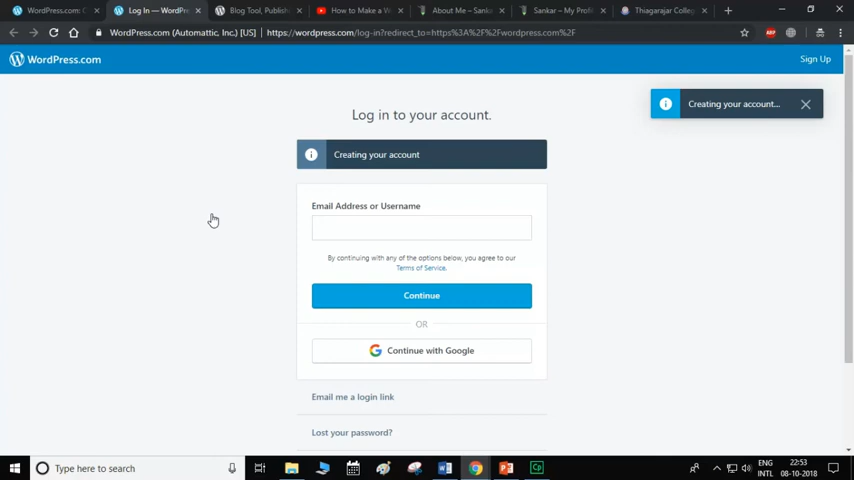 WordPress.com: C
Log In — WordPr
Blog Tool, Publish
How to Make a W
About Me – Sanka
Sankar – My Profi
Thiagarajar Colleg
WordPress (Automattic, Inc.) [US]
https://wordpress.com/log-in?redirect_to=https%3A%2F%2Fwordpress.com%2F
ABP
WordPress.com
Sign Up
Creating your account...
Log in to your account.
Creating your account
Email Address or Username
By continuing with any of the options below, you agree to our
Terms of Service.
Continue
OR
Continue with Google
Email me a login link
Lost your password?
Type here to search
ENG
INTL
22:53
08-10-2018